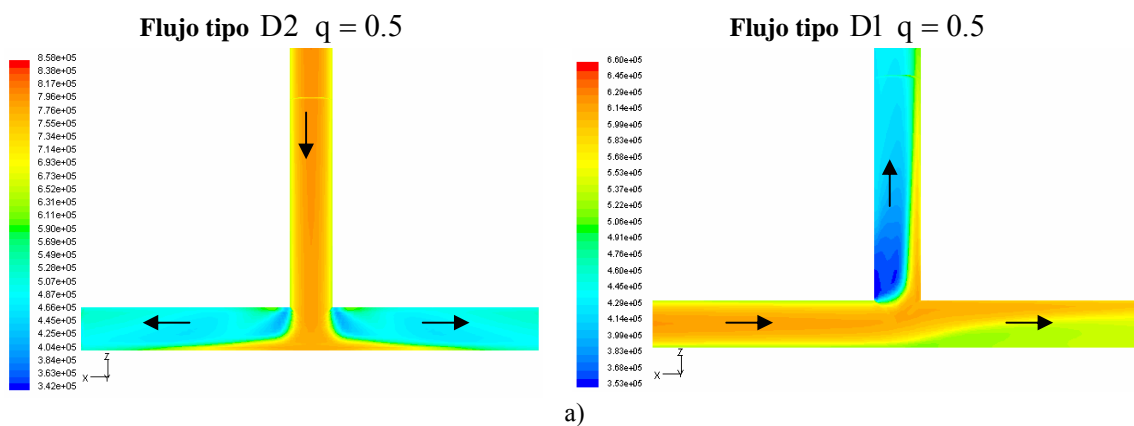 Flujo tipo D2 q = 0.5
Flujo tipo D1 q = 0.5
8.58e+05
8.38e+05
8.17e+05
7.96e+05
7.55e+05
7.34e+05
7.14e+05
6.93e+05
6.73e+05
6.52e+05
6.31e+05
6.11e+05
5.90e+05
5.69e+05
5.49e+05
5.28e+05
5.07e+05
4.87e+05
4.66e+05
4.45e+05
4.25e+05
4.04e+05
3.84e+05
3.63e+05
3.42e+05
Z
X
Y
6.60e+05
6.45e+05
6.29e+05
6.14e+05
5.99e+05
5.83e+05
5.68e+05
5.53e+05
5.37e+05
5.22e+05
5.06e+05
4.91e+05
4.76e+05
4.60e+05
4.45e+05
4.29e+05
4.14e+05
3.99e+05
3.83e+05
3.68e+05
3.53e+05
Z
X
Y
a)